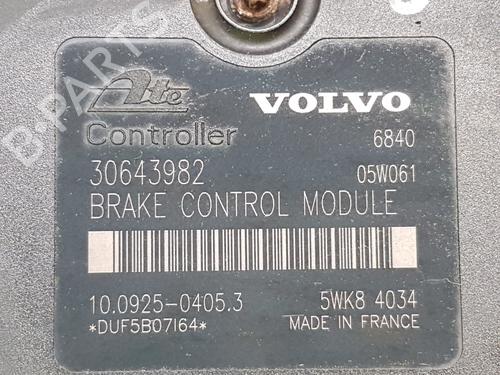 B-PARTS
Ate VOLVO
Controller 6840
30643982 05W061
BRAKE CONTROL MODULE
10.0925-0405.3 5WK8 4034
*DUF5B07164* MADE IN FRANCE